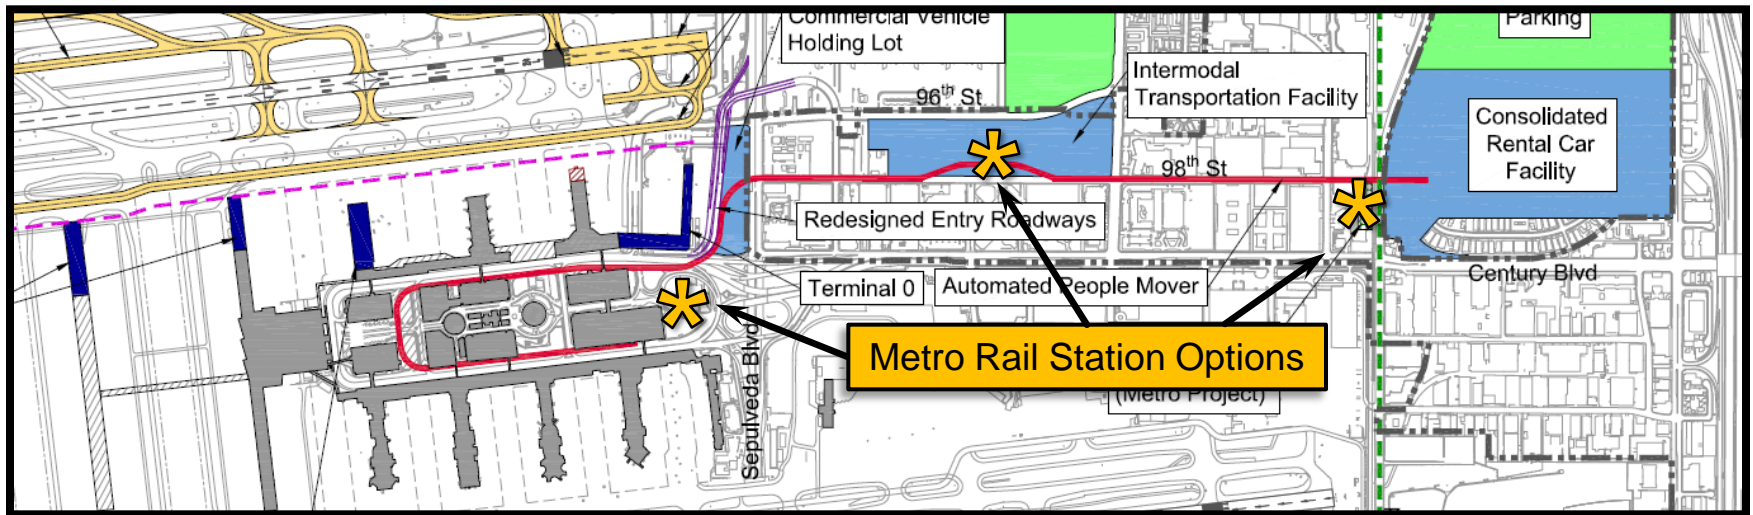 Commercial Vehicle
Holding Lot
Parking
Intermodal
Transportation Facility
96th St
Consolidated
Rental Car
Facility
98th St
Redesigned Entry Roadways
Century Blvd
Terminal 0
Automated People Mover
Metro Rail Station Options
(Metro Project)
Sepulveda Blvd